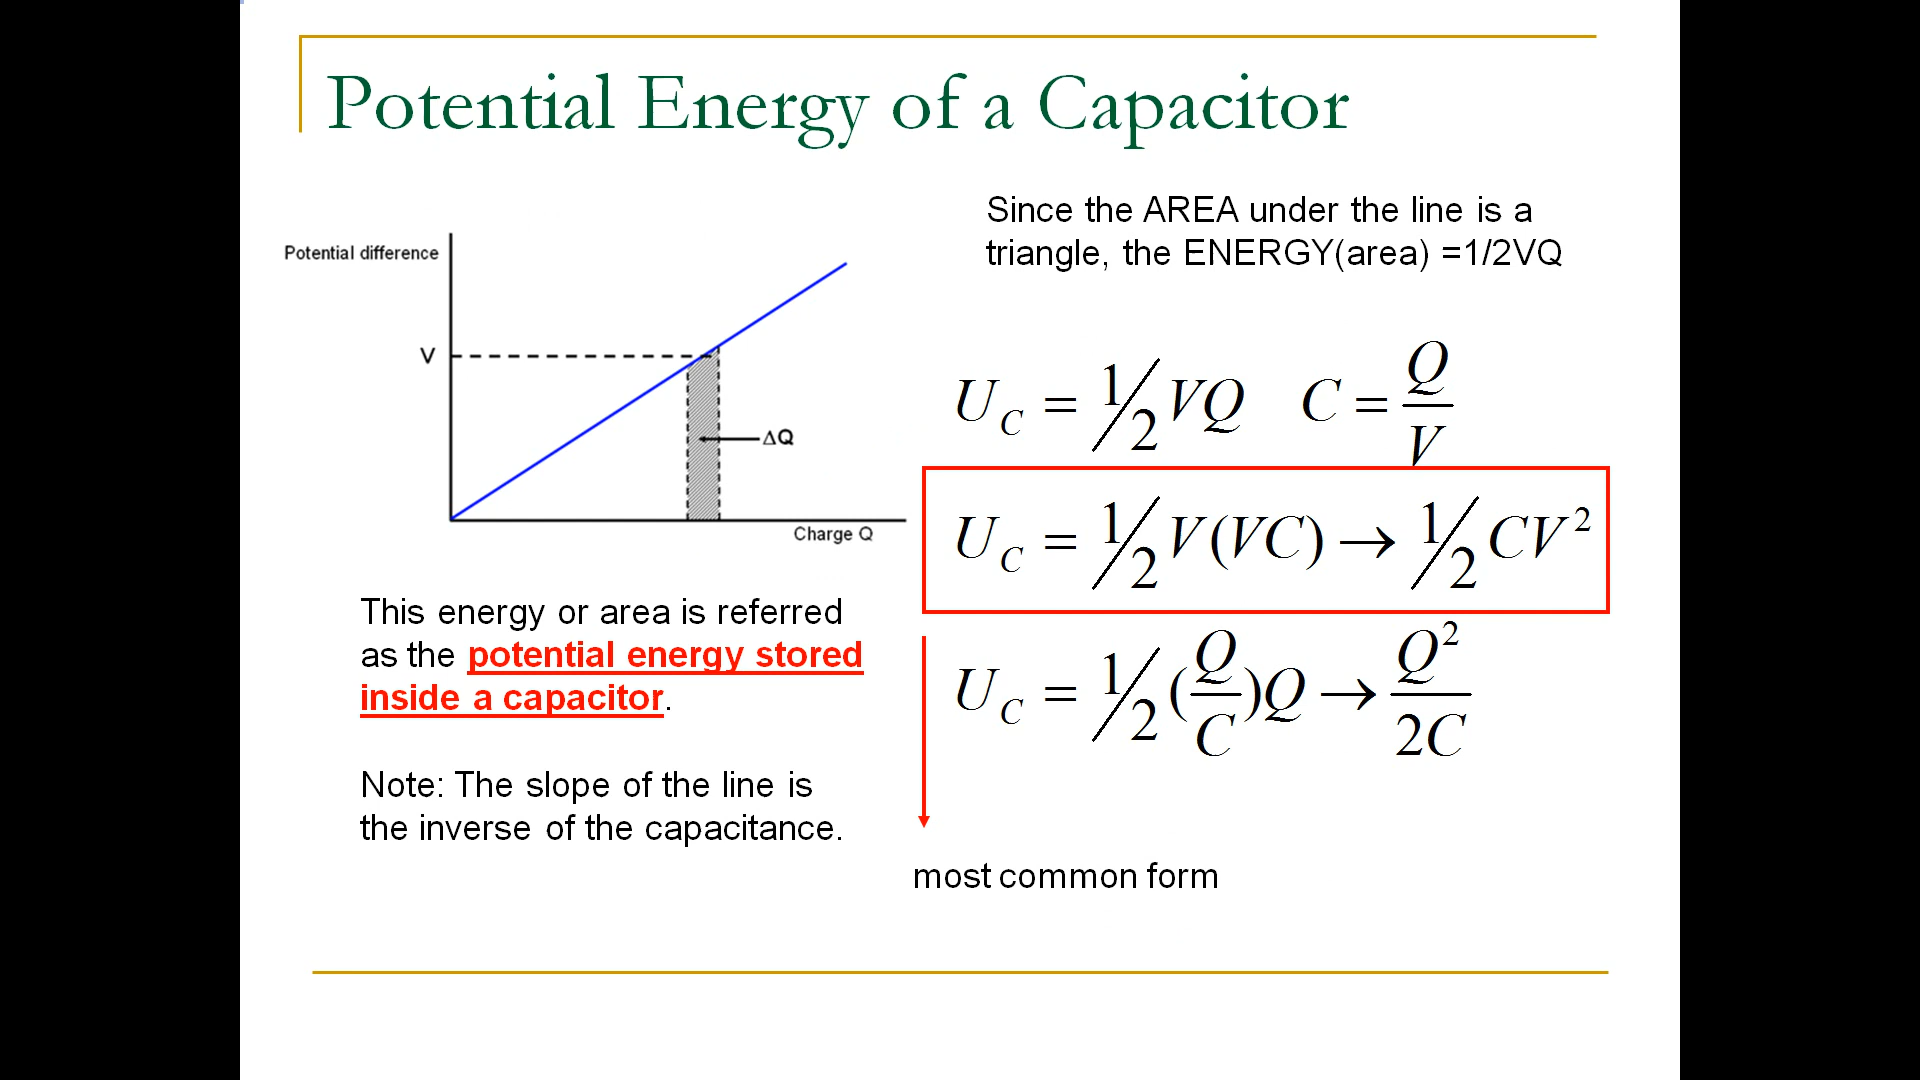 Potential Energy of a Capacitor
Potential difference
V
ΔQ
Charge Q
This energy or area is referred
as the potential energy stored
inside a capacitor.
Note: The slope of the line is
the inverse of the capacitance.
Since the AREA under the line is a
triangle, the ENERGY(area) =1/2VQ
U_C = 1/2 VQ   C = Q/V
U_C = 1/2 V(VC) → 1/2 CV²
U_C = 1/2 (Q/C)Q → Q²/2C
most common form